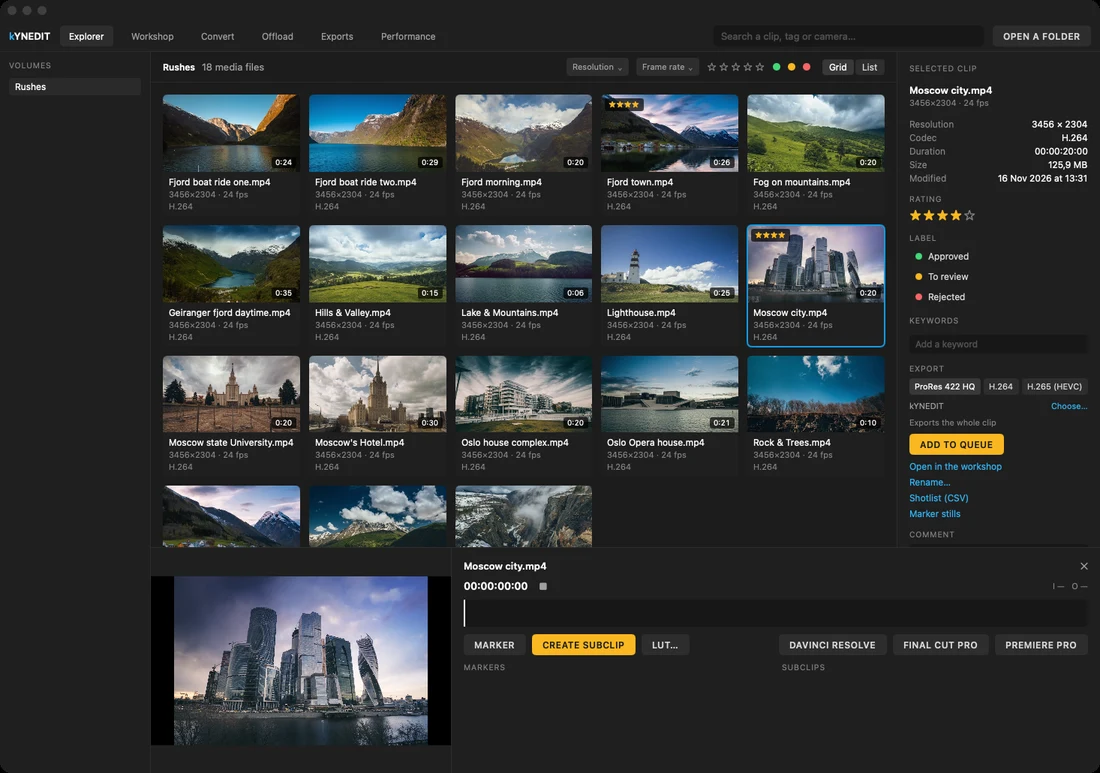 kYNEDIT
Explorer
Workshop
Convert
Offload
Exports
Performance
Search a clip, tag or camera...
OPEN A FOLDER
VOLUMES
Rushes
Rushes 18 media files
Resolution
Frame rate
Grid
List
0:24
Fjord boat ride one.mp4
3456×2304 · 24 fps
H.264
0:29
Fjord boat ride two.mp4
3456×2304 · 24 fps
H.264
0:20
Fjord morning.mp4
3456×2304 · 24 fps
H.264
0:26
Fjord town.mp4
3456×2304 · 24 fps
H.264
0:20
Fog on mountains.mp4
3456×2304 · 24 fps
H.264
0:35
Geiranger fjord daytime.mp4
3456×2304 · 24 fps
H.264
0:15
Hills & Valley.mp4
3456×2304 · 24 fps
H.264
0:06
Lake & Mountains.mp4
3456×2304 · 24 fps
H.264
0:25
Lighthouse.mp4
3456×2304 · 24 fps
H.264
0:20
Moscow city.mp4
3456×2304 · 24 fps
H.264
0:20
Moscow state University.mp4
3456×2304 · 24 fps
H.264
0:30
Moscow's Hotel.mp4
3456×2304 · 24 fps
H.264
0:20
Oslo house complex.mp4
3456×2304 · 24 fps
H.264
0:21
Oslo Opera house.mp4
3456×2304 · 24 fps
H.264
0:10
Rock & Trees.mp4
3456×2304 · 24 fps
H.264
SELECTED CLIP
Moscow city.mp4
3456×2304 · 24 fps
Resolution 3456 × 2304
Codec H.264
Duration 00:00:20:00
Size 125,9 MB
Modified 16 Nov 2026 at 13:31
RATING
LABEL
Approved
To review
Rejected
KEYWORDS
Add a keyword
EXPORT
ProRes 422 HQ
H.264
H.265 (HEVC)
kYNEDIT Choose...
Exports the whole clip
ADD TO QUEUE
Open in the workshop
Rename...
Shotlist (CSV)
Marker stills
COMMENT
Moscow city.mp4
00:00:00:00
I — O —
MARKER
CREATE SUBCLIP
LUT...
DAVINCI RESOLVE
FINAL CUT PRO
PREMIERE PRO
MARKERS
SUBCLIPS